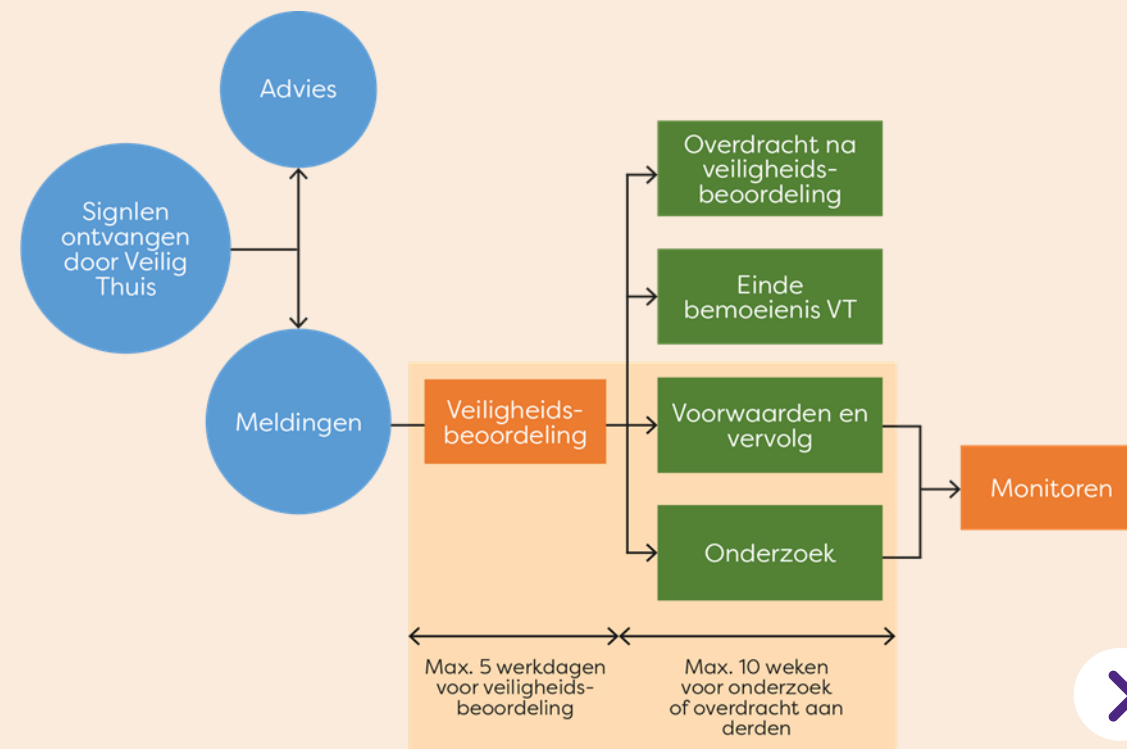 Advies
Signlen
ontvangen
door Veilig
Thuis
Meldingen
Veiligheids-
beoordeling
Overdracht na
veiligheids-
beoordeling
Einde
bemoeienis VT
Voorwaarden en
vervolg
Onderzoek
Monitoren
Max. 5 werkdagen
voor veiligheids-
beoordeling
Max. 10 weken
voor onderzoek
of overdracht aan
derden